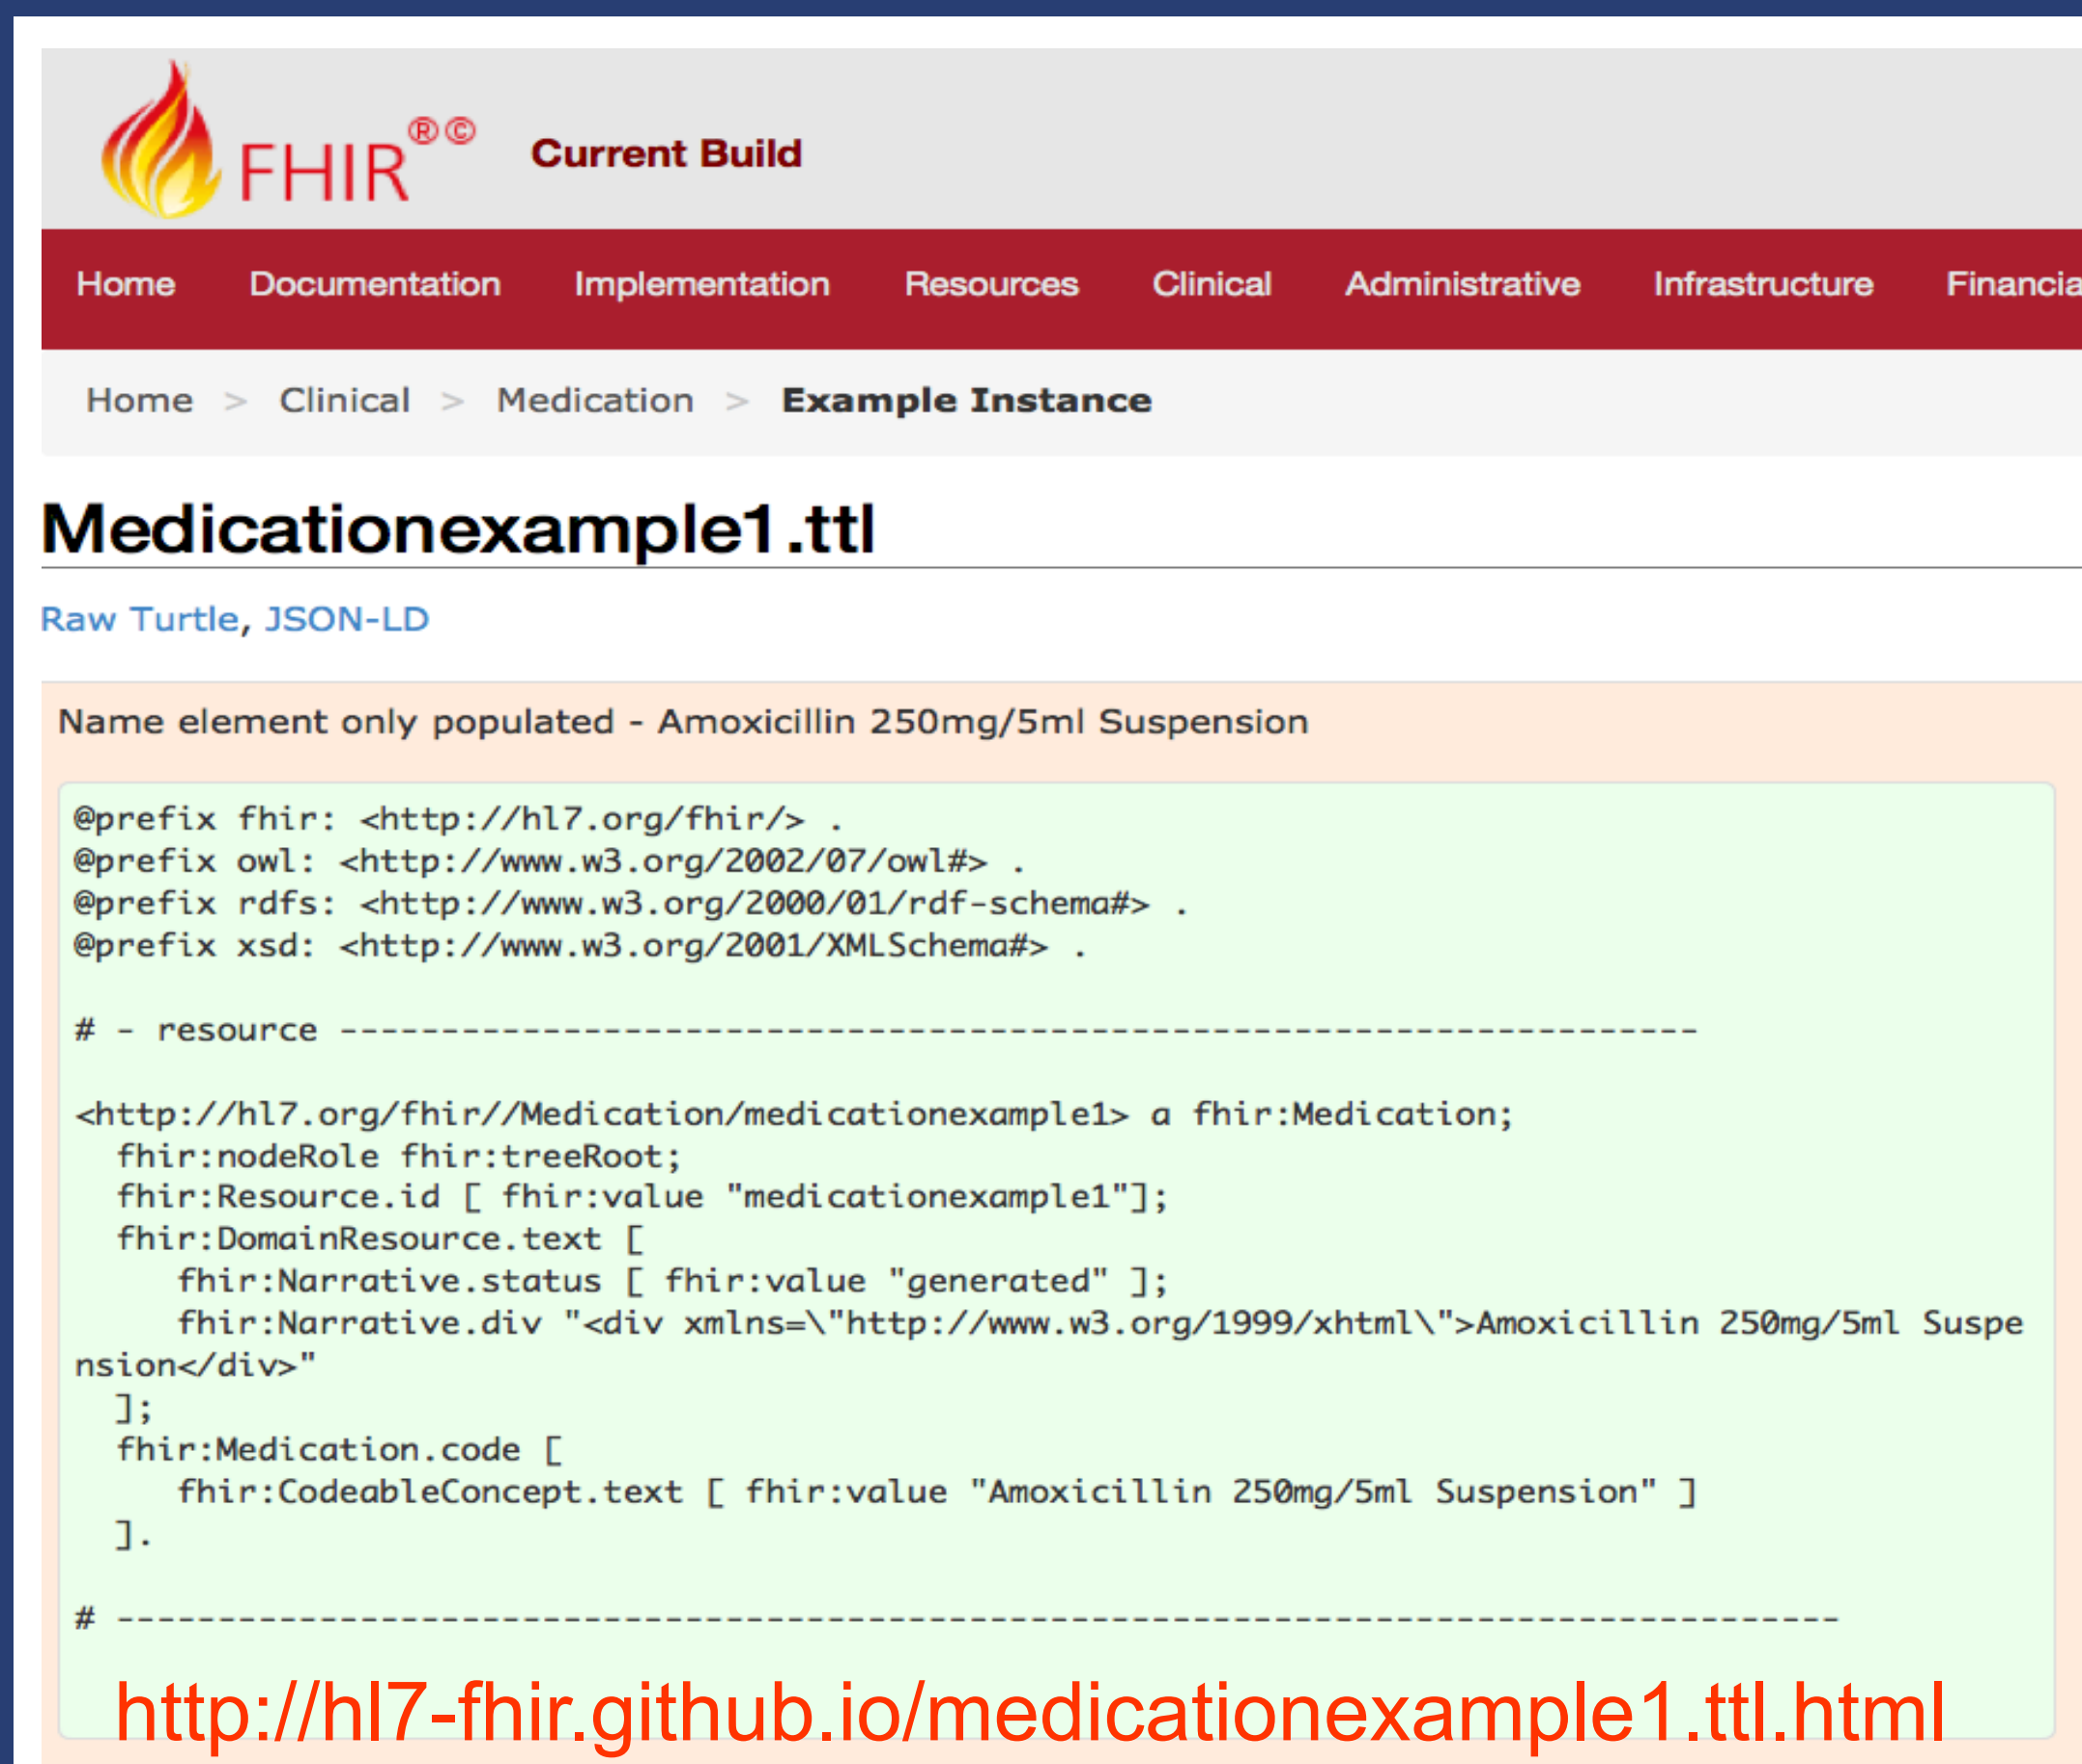 FHIR®© Current Build
Home Documentation Implementation Resources Clinical Administrative Infrastructure Financia
Home > Clinical > Medication > Example Instance
Medicationexample1.ttl
Raw Turtle, JSON-LD
Name element only populated - Amoxicillin 250mg/5ml Suspension
@prefix fhir: <http://hl7.org/fhir/> .
@prefix owl: <http://www.w3.org/2002/07/owl#> .
@prefix rdfs: <http://www.w3.org/2000/01/rdf-schema#> .
@prefix xsd: <http://www.w3.org/2001/XMLSchema#> .
# - resource -------------------------------------------------------------------
<http://hl7.org/fhir//Medication/medicationexample1> a fhir:Medication;
  fhir:nodeRole fhir:treeRoot;
  fhir:Resource.id [ fhir:value "medicationexample1"];
  fhir:DomainResource.text [
     fhir:Narrative.status [ fhir:value "generated" ];
     fhir:Narrative.div "<div xmlns=\"http://www.w3.org/1999/xhtml\">Amoxicillin 250mg/5ml Suspe
nsion</div>"
  ];
  fhir:Medication.code [
     fhir:CodeableConcept.text [ fhir:value "Amoxicillin 250mg/5ml Suspension" ]
  ].
# -------------------------------------------------------------------------------------
http://hl7-fhir.github.io/medicationexample1.ttl.html